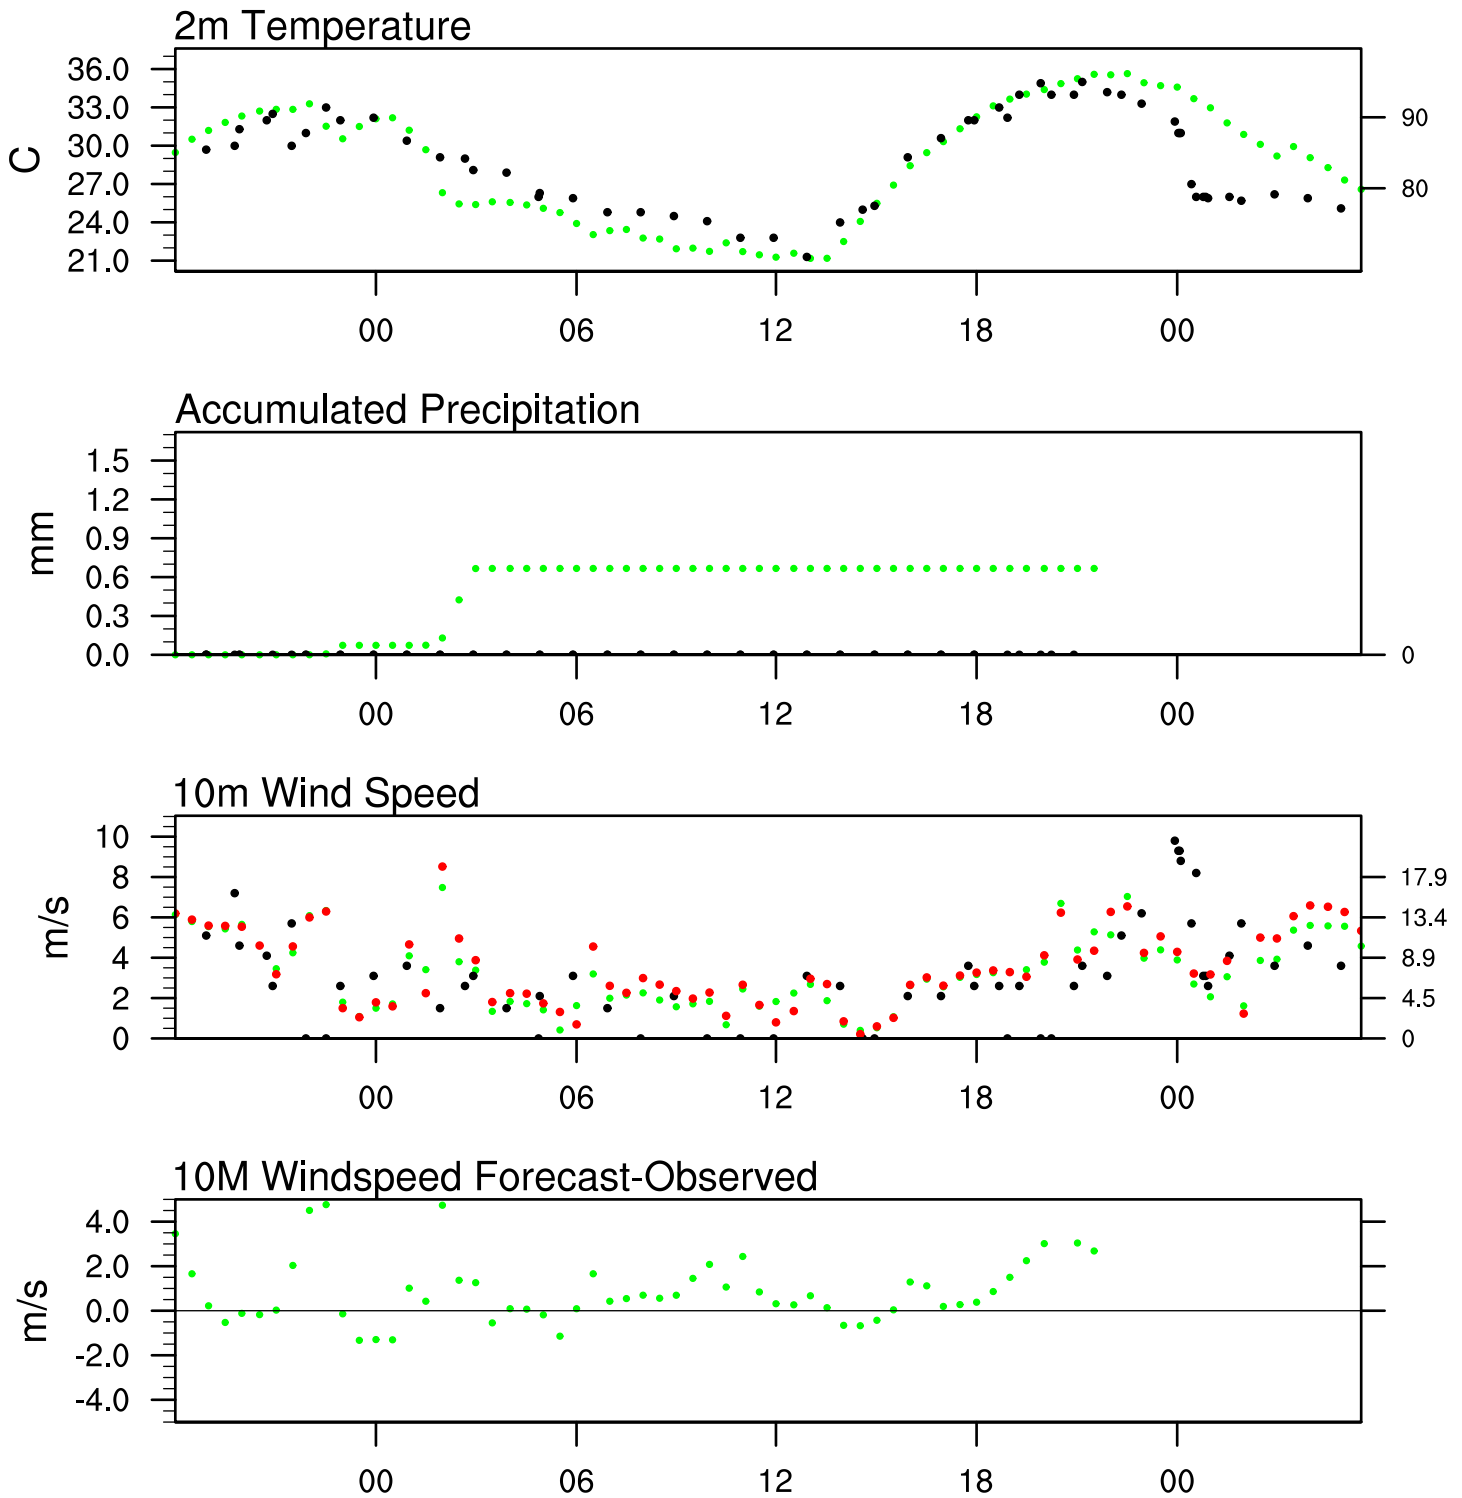 2m Temperature
36.0
33.0
90
30.0
C
27.0
80
24.0
21.0
00 06 12 18 00
Accumulated Precipitation
1.5
1.2
0.9
mm
0.6
0.3
0.0 0
00 06 12 18 00
10m Wind Speed
10
8 17.9
6 13.4
m/s
4 8.9
2 4.5
0 0
00 06 12 18 00
10M Windspeed Forecast-Observed
4.0
2.0
0.0
m/s
-2.0
-4.0
00 06 12 18 00